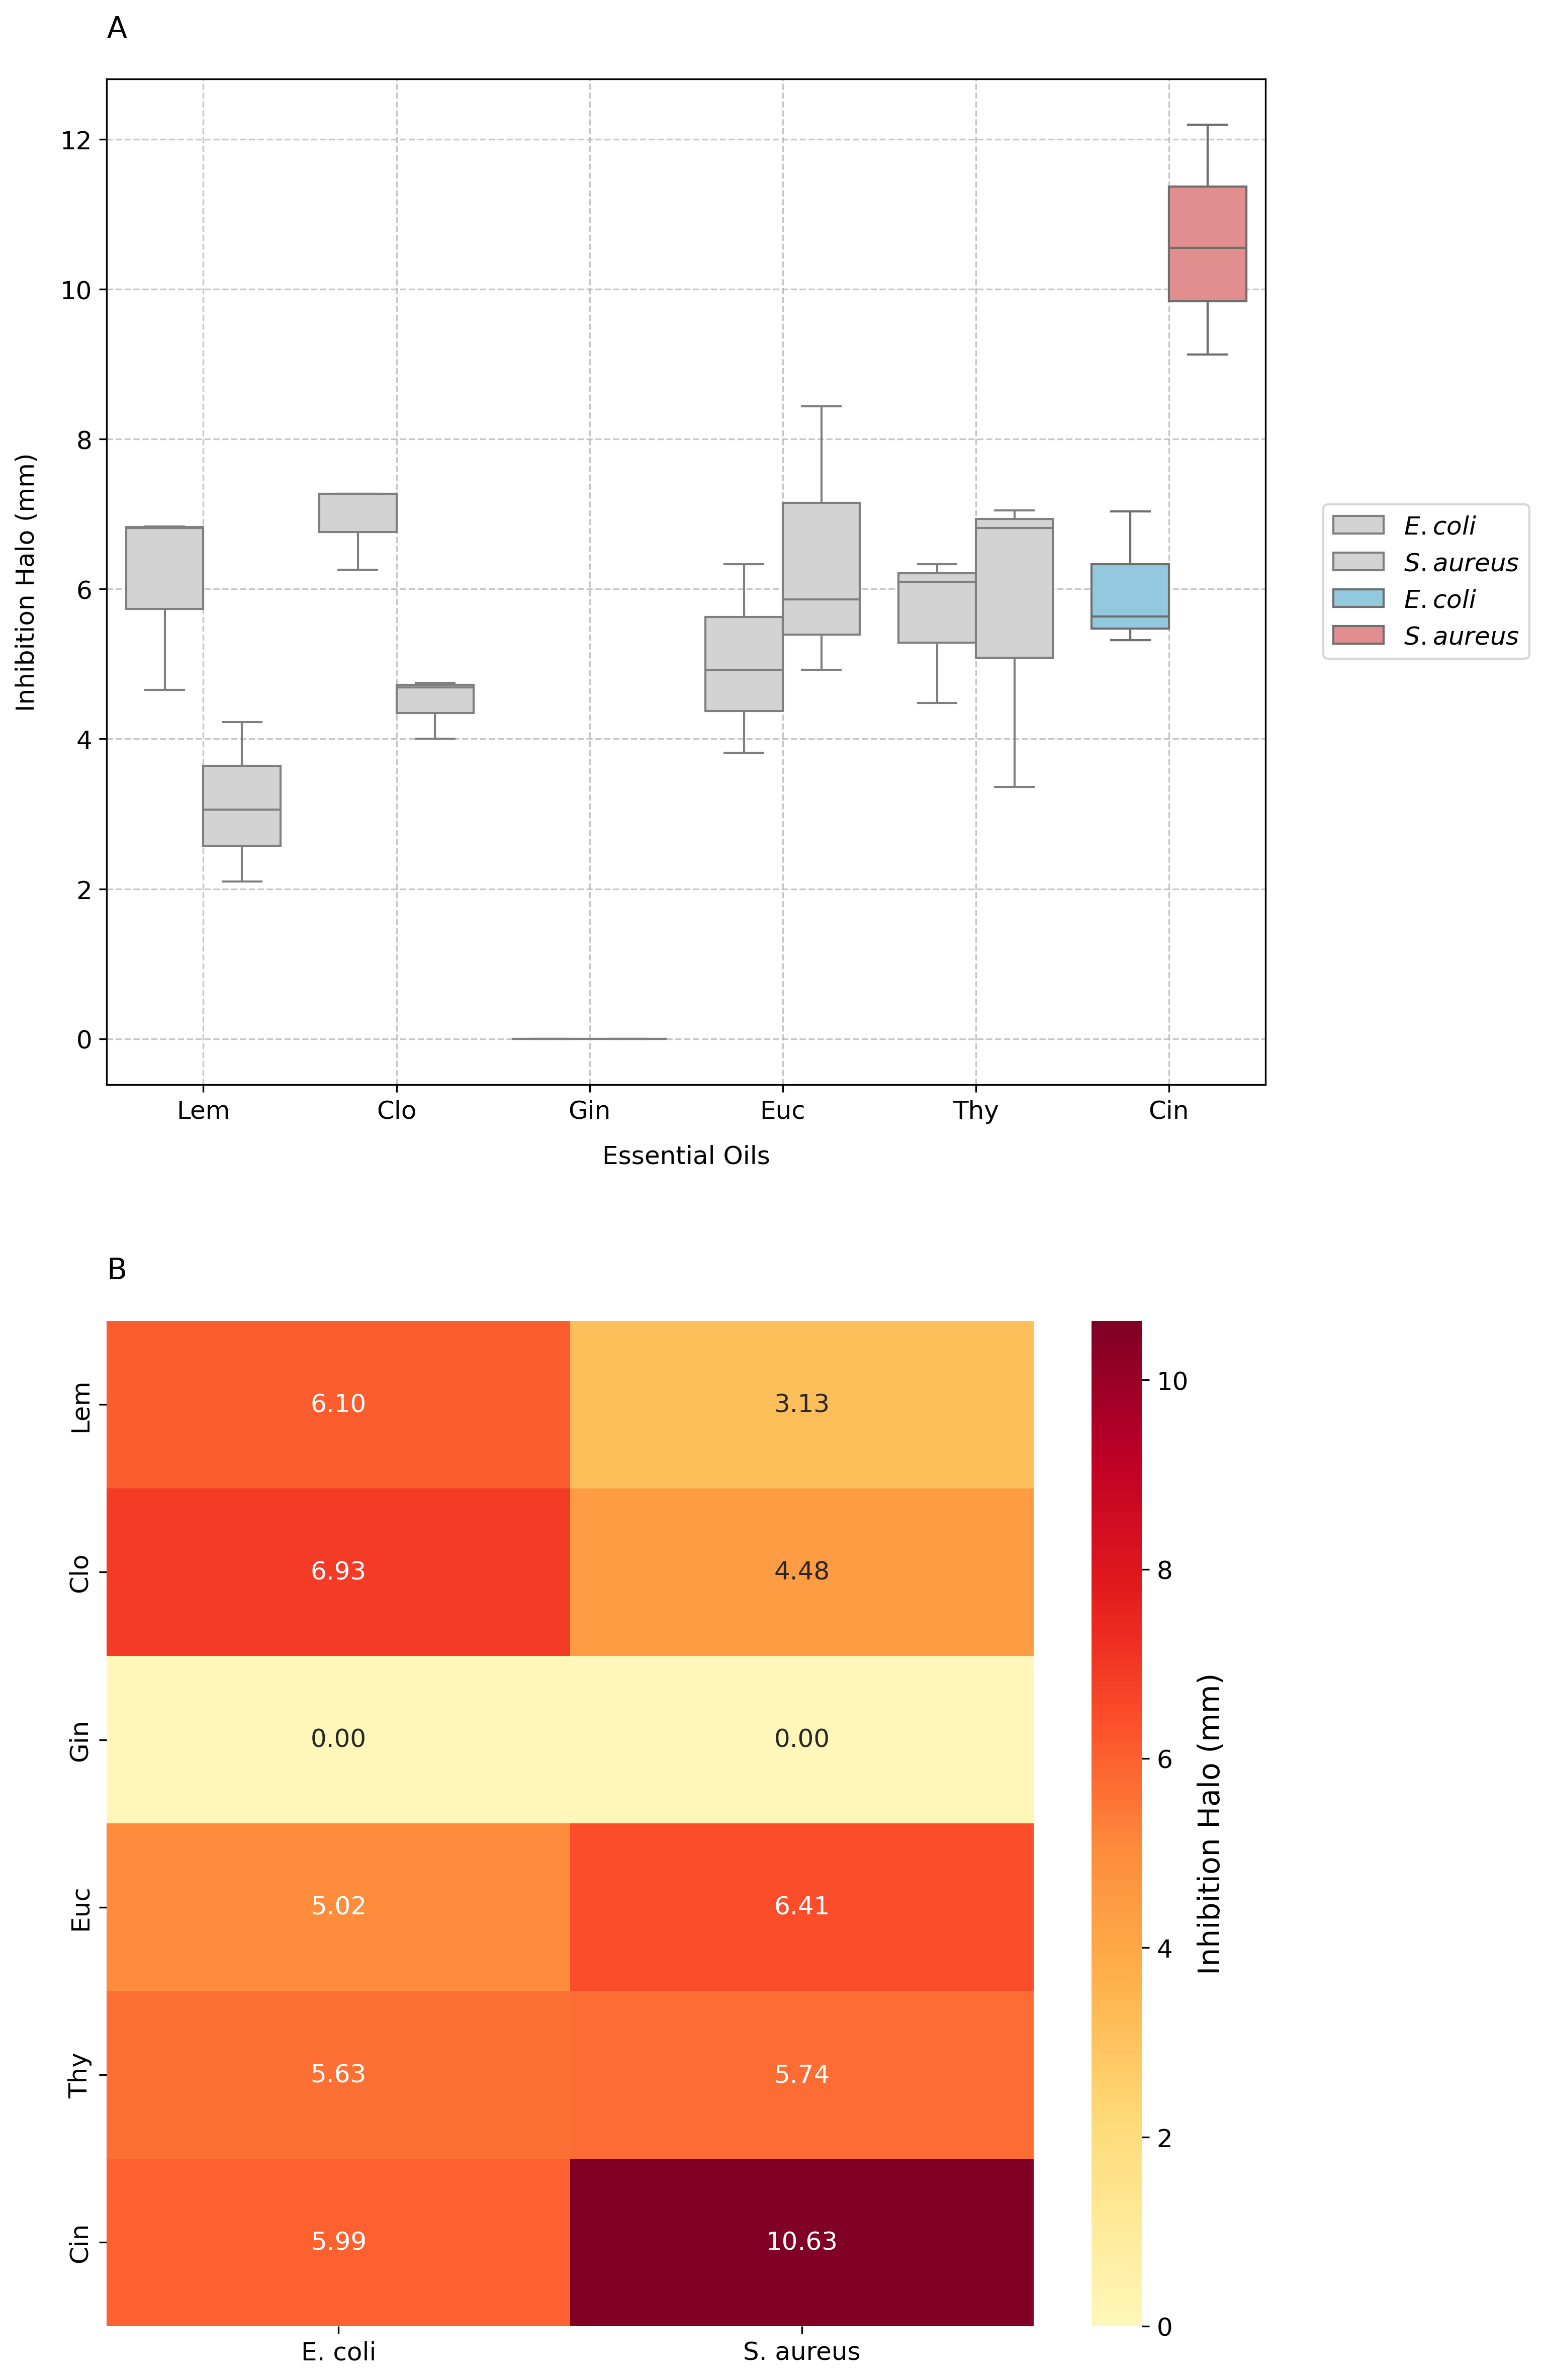 A
12
10
8
6
4
2
0
Inhibition Halo (mm)
Lem Clo Gin Euc Thy Cin
Essential Oils
E. coli
S. aureus
E. coli
S. aureus
B
Lem
Clo
Gin
Euc
Thy
Cin
6.10 3.13
6.93 4.48
0.00 0.00
5.02 6.41
5.63 5.74
5.99 10.63
E. coli S. aureus
10
8
6
4
2
0
Inhibition Halo (mm)